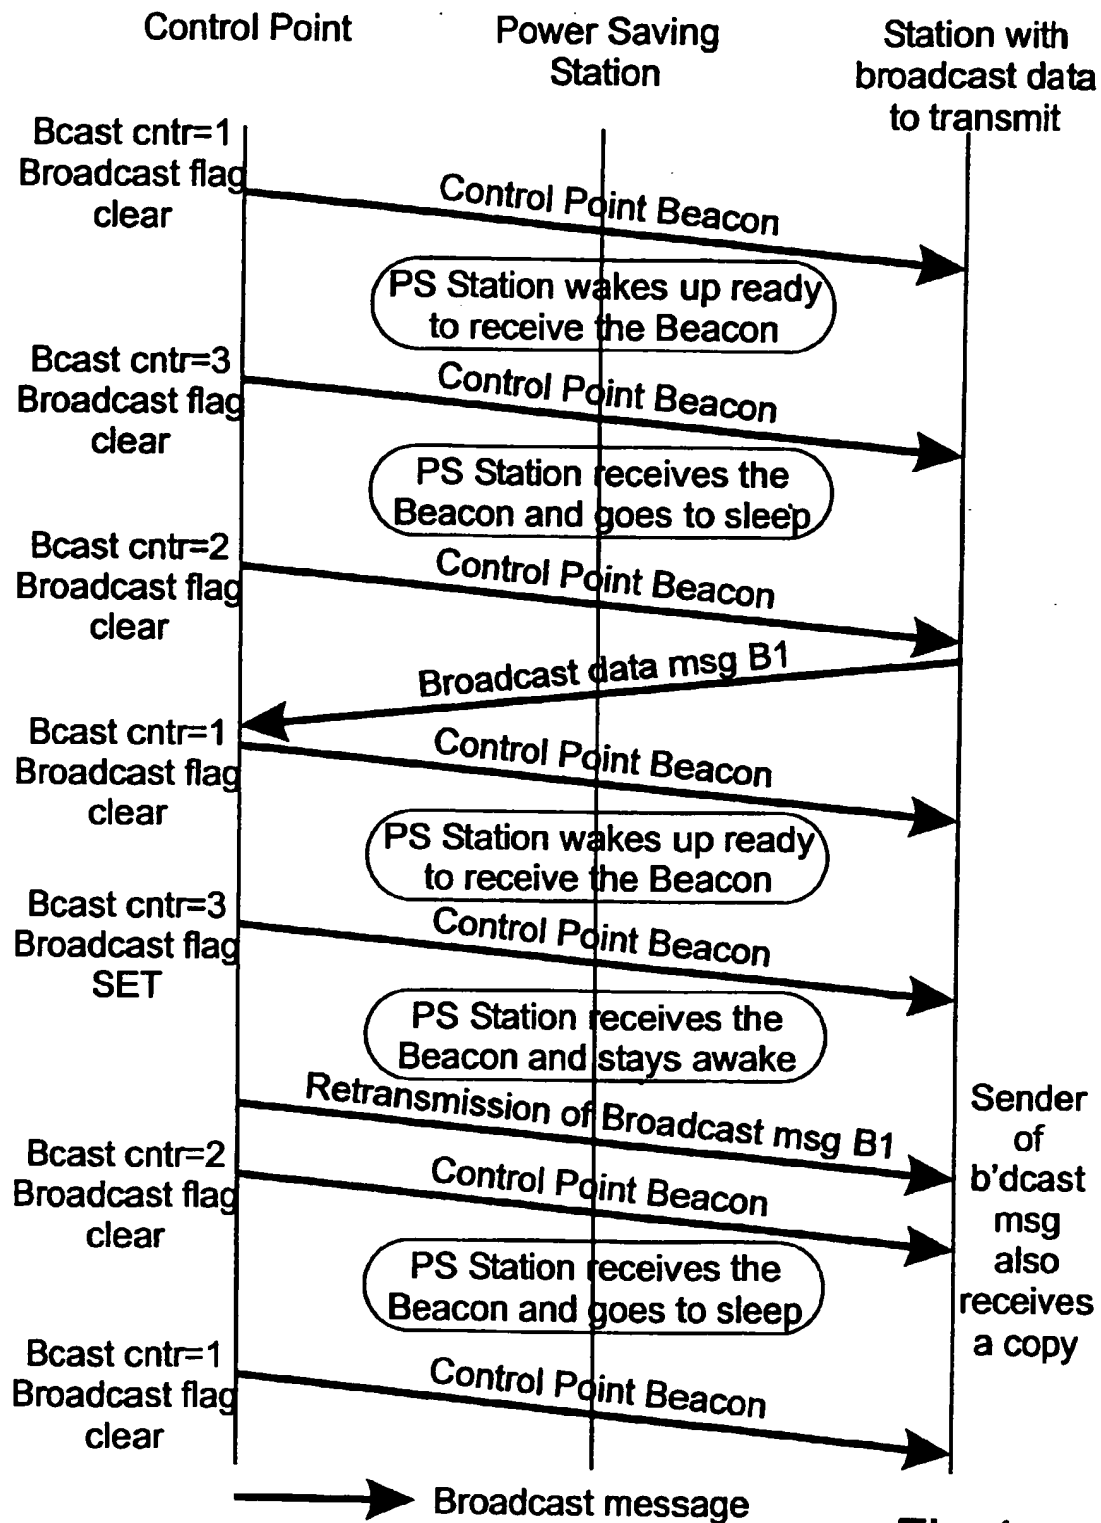 Control Point
Power Saving
Station
Station with
broadcast data
to transmit
Bcast cntr=1
Broadcast flag
clear
Control Point Beacon
PS Station wakes up ready
to receive the Beacon
Bcast cntr=3
Broadcast flag
clear
Control Point Beacon
PS Station receives the
Beacon and goes to sleep
Bcast cntr=2
Broadcast flag
clear
Control Point Beacon
Broadcast data msg B1
Bcast cntr=1
Broadcast flag
clear
Control Point Beacon
PS Station wakes up ready
to receive the Beacon
Bcast cntr=3
Broadcast flag
SET
Control Point Beacon
PS Station receives the
Beacon and stays awake
Retransmission of Broadcast msg B1
Sender
of
b'dcast
msg
also
receives
a copy
Bcast cntr=2
Broadcast flag
clear
Control Point Beacon
PS Station receives the
Beacon and goes to sleep
Bcast cntr=1
Broadcast flag
clear
Control Point Beacon
Broadcast message